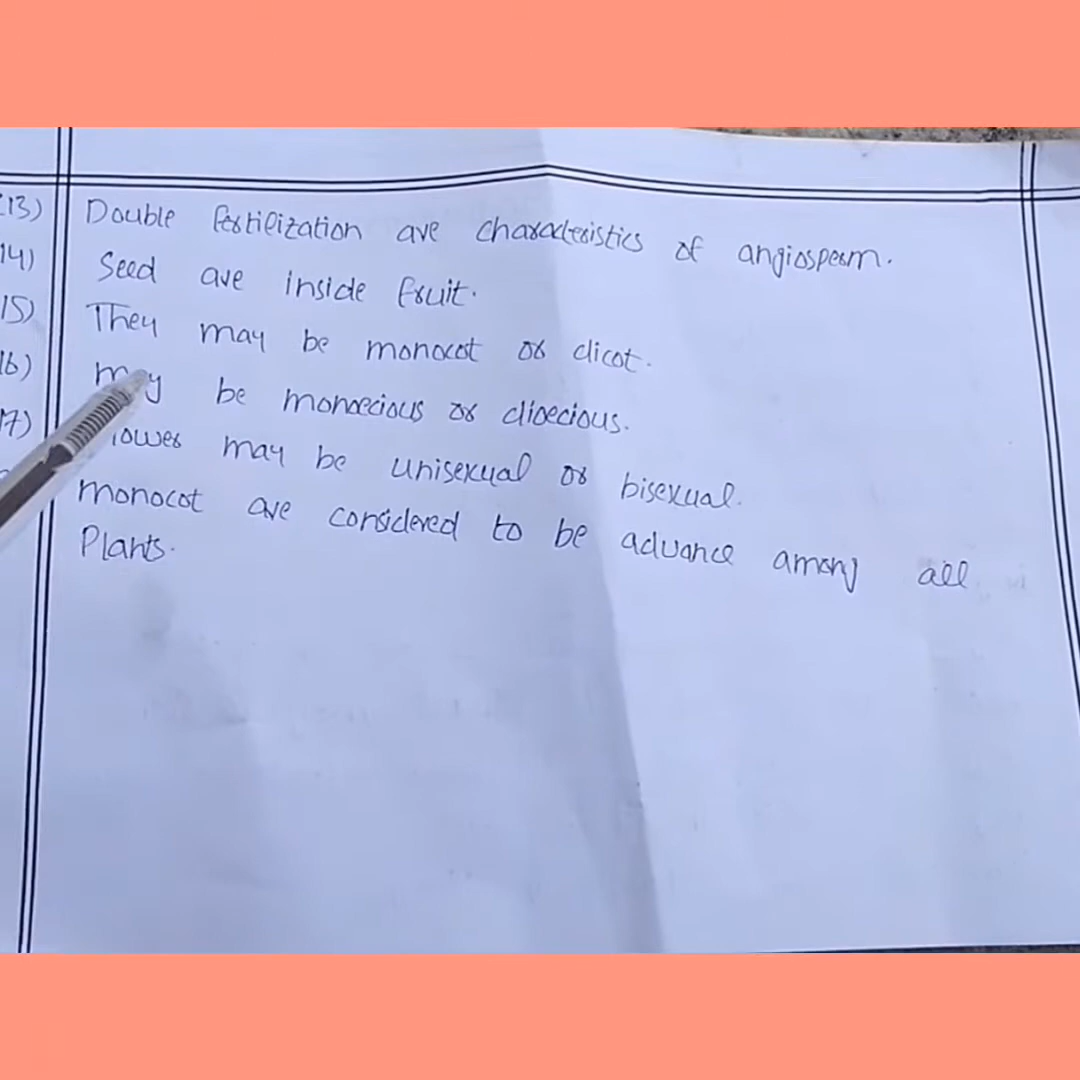 13) Double fertilization are characteristics of angiosperm.
14) Seed are inside fruit.
15) They may be monocot or dicot.
16) may be monoecious or dioecious.
17) lower may be unisexual or bisexual.
monocot are considered to be advance among all
Plants.